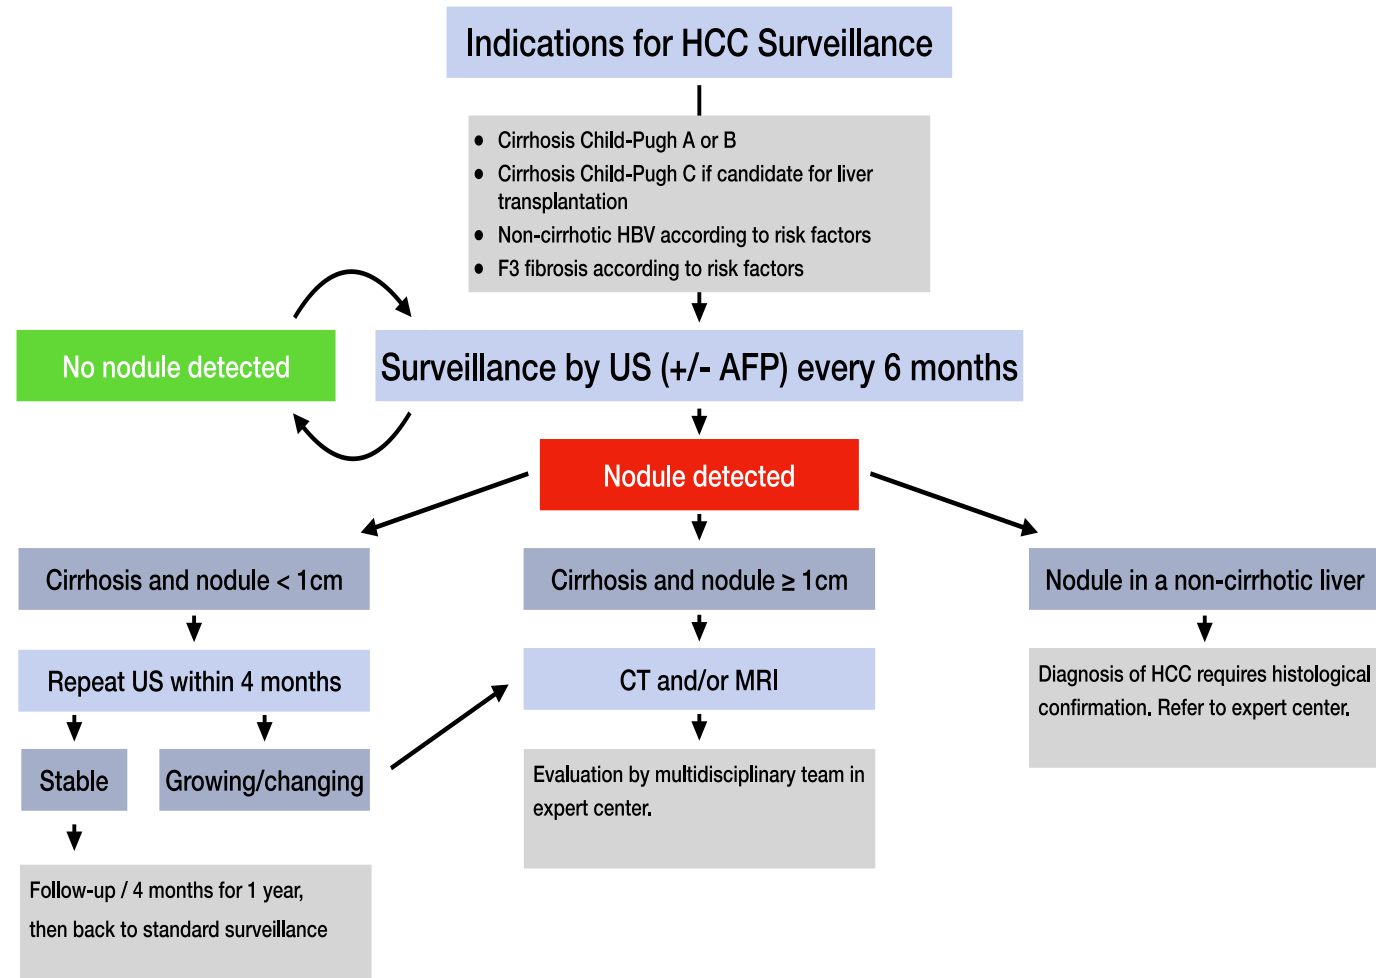 Indications for HCC Surveillance
• Cirrhosis Child-Pugh A or B
• Cirrhosis Child-Pugh C if candidate for liver
transplantation
• Non-cirrhotic HBV according to risk factors
• F3 fibrosis according to risk factors
No nodule detected
Surveillance by US (+/- AFP) every 6 months
Nodule detected
Cirrhosis and nodule < 1cm
Cirrhosis and nodule ≥ 1cm
Nodule in a non-cirrhotic liver
Repeat US within 4 months
CT and/or MRI
Diagnosis of HCC requires histological
confirmation. Refer to expert center.
Stable
Growing/changing
Evaluation by multidisciplinary team in
expert center.
Follow-up / 4 months for 1 year,
then back to standard surveillance